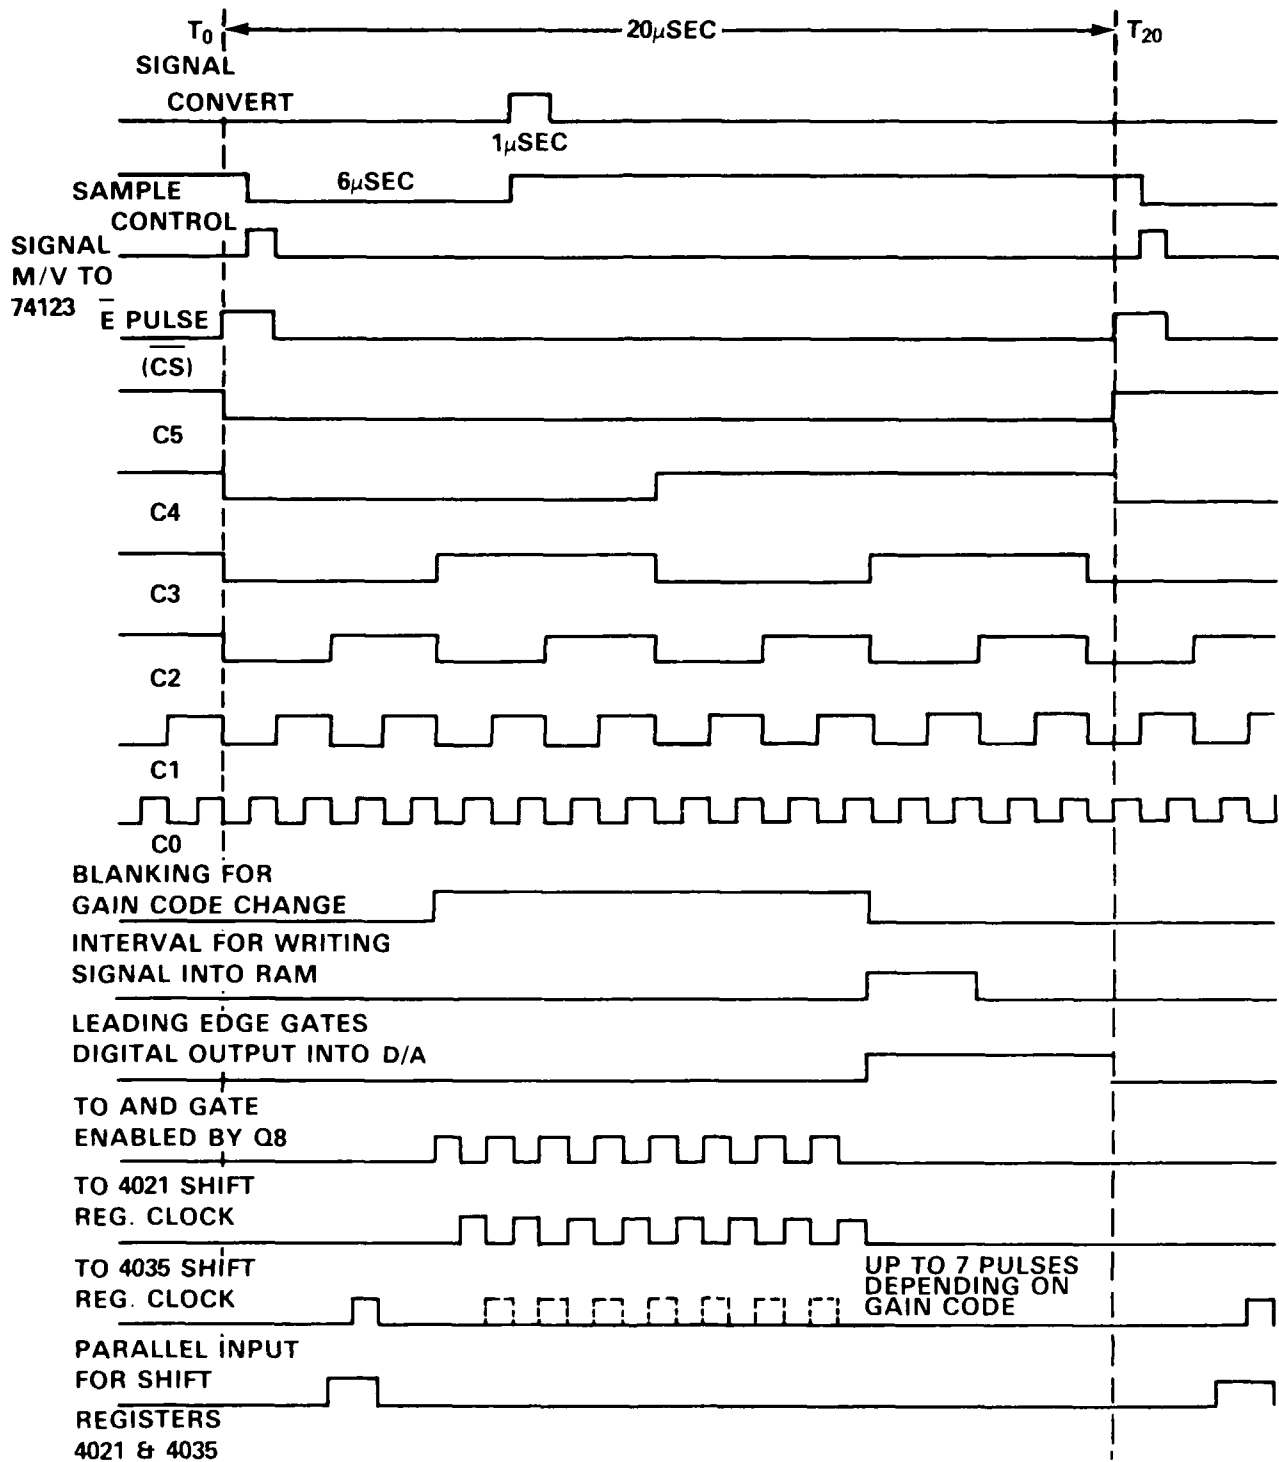 T0 20μSEC T20
SIGNAL
CONVERT
1μSEC
6μSEC
SAMPLE
CONTROL
SIGNAL
M/V TO
74123
E̅ PULSE
(C̅S̅)
C5
C4
C3
C2
C1
C0
BLANKING FOR
GAIN CODE CHANGE
INTERVAL FOR WRITING
SIGNAL INTO RAM
LEADING EDGE GATES
DIGITAL OUTPUT INTO D/A
TO AND GATE
ENABLED BY Q8
TO 4021 SHIFT
REG. CLOCK
TO 4035 SHIFT
REG. CLOCK
UP TO 7 PULSES
DEPENDING ON
GAIN CODE
PARALLEL INPUT
FOR SHIFT
REGISTERS
4021 & 4035